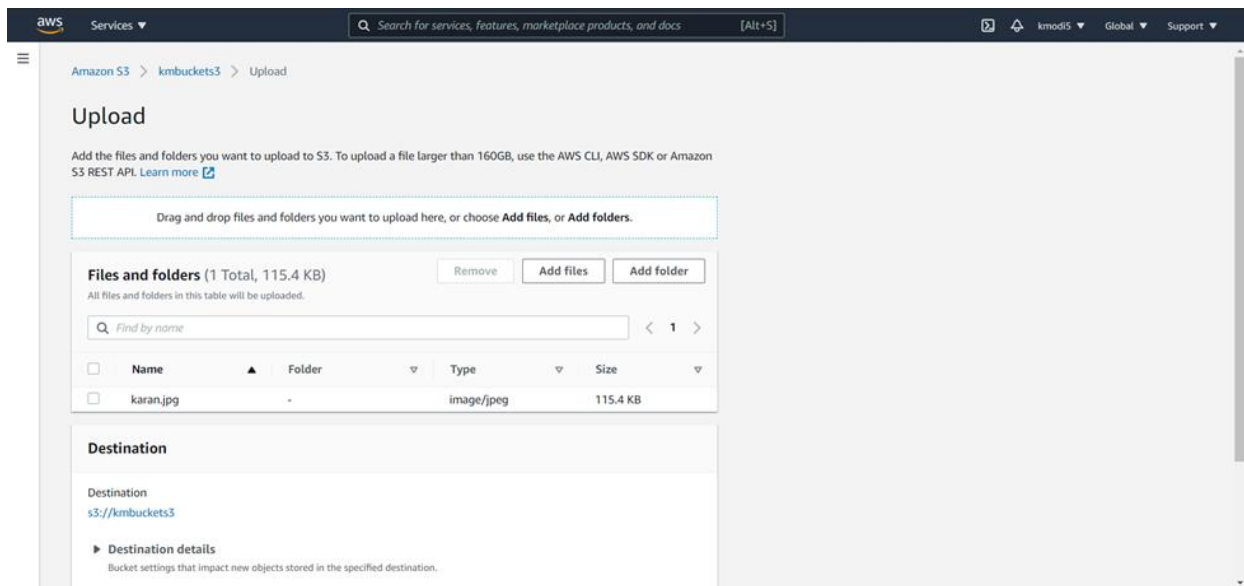 aws Services ▼ Search for services, features, marketplace products, and docs [Alt+S] kmodi5 ▼ Global ▼ Support ▼
Amazon S3 > kmbuckets3 > Upload
Upload
Add the files and folders you want to upload to S3. To upload a file larger than 160GB, use the AWS CLI, AWS SDK or Amazon
S3 REST API. Learn more
Drag and drop files and folders you want to upload here, or choose Add files, or Add folders.
Files and folders (1 Total, 115.4 KB) Remove Add files Add folder
All files and folders in this table will be uploaded.
Find by name < 1 >
Name Folder Type Size
karan.jpg - image/jpeg 115.4 KB
Destination
Destination
s3://kmbuckets3
Destination details
Bucket settings that impact new objects stored in the specified destination.